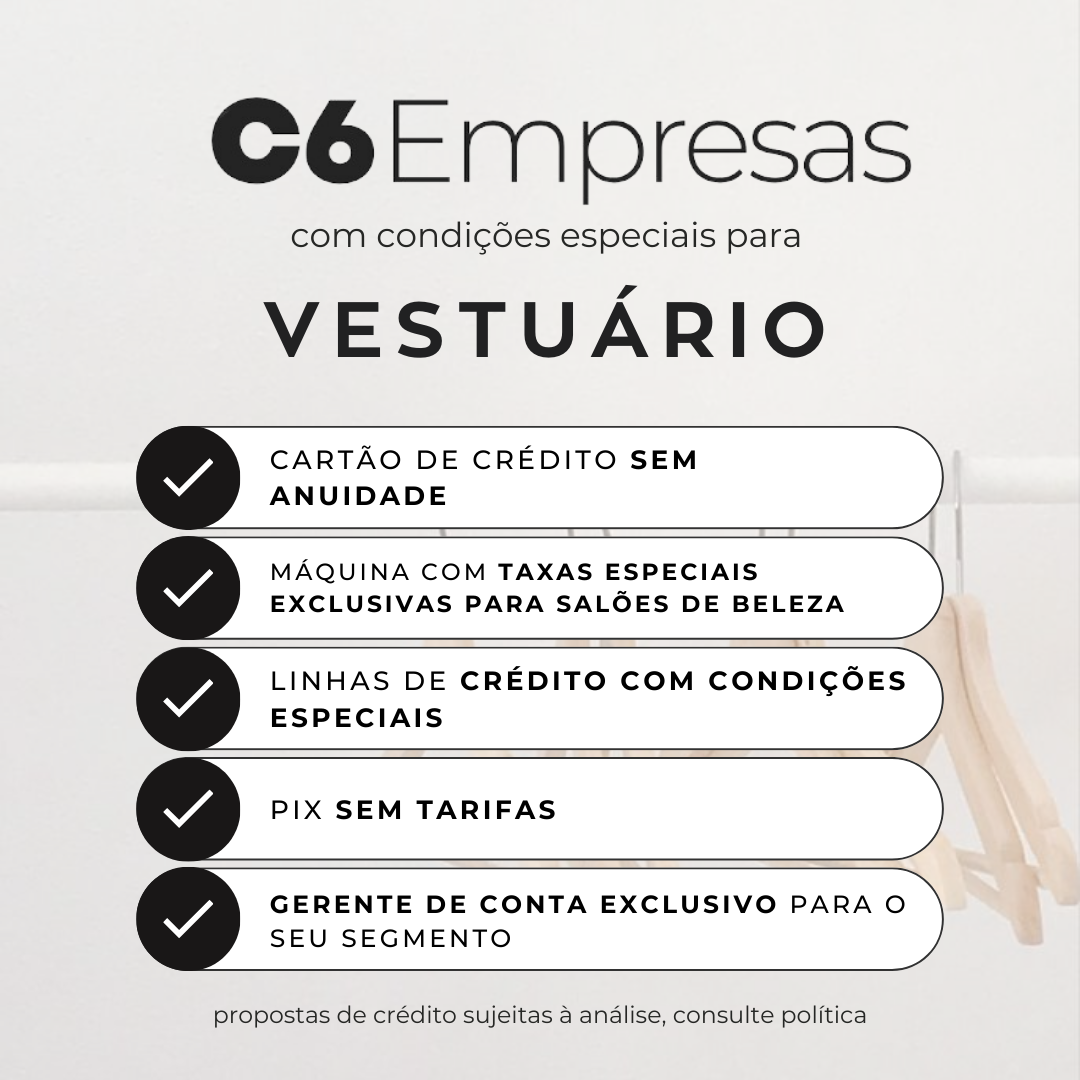 C6 Empresas
com condições especiais para
VESTUÁRIO
CARTÃO DE CRÉDITO SEM
ANUIDADE
MÁQUINA COM TAXAS ESPECIAIS
EXCLUSIVAS PARA SALÕES DE BELEZA
LINHAS DE CRÉDITO COM CONDIÇÕES
ESPECIAIS
PIX SEM TARIFAS
GERENTE DE CONTA EXCLUSIVO PARA O
SEU SEGMENTO
propostas de crédito sujeitas à análise, consulte política